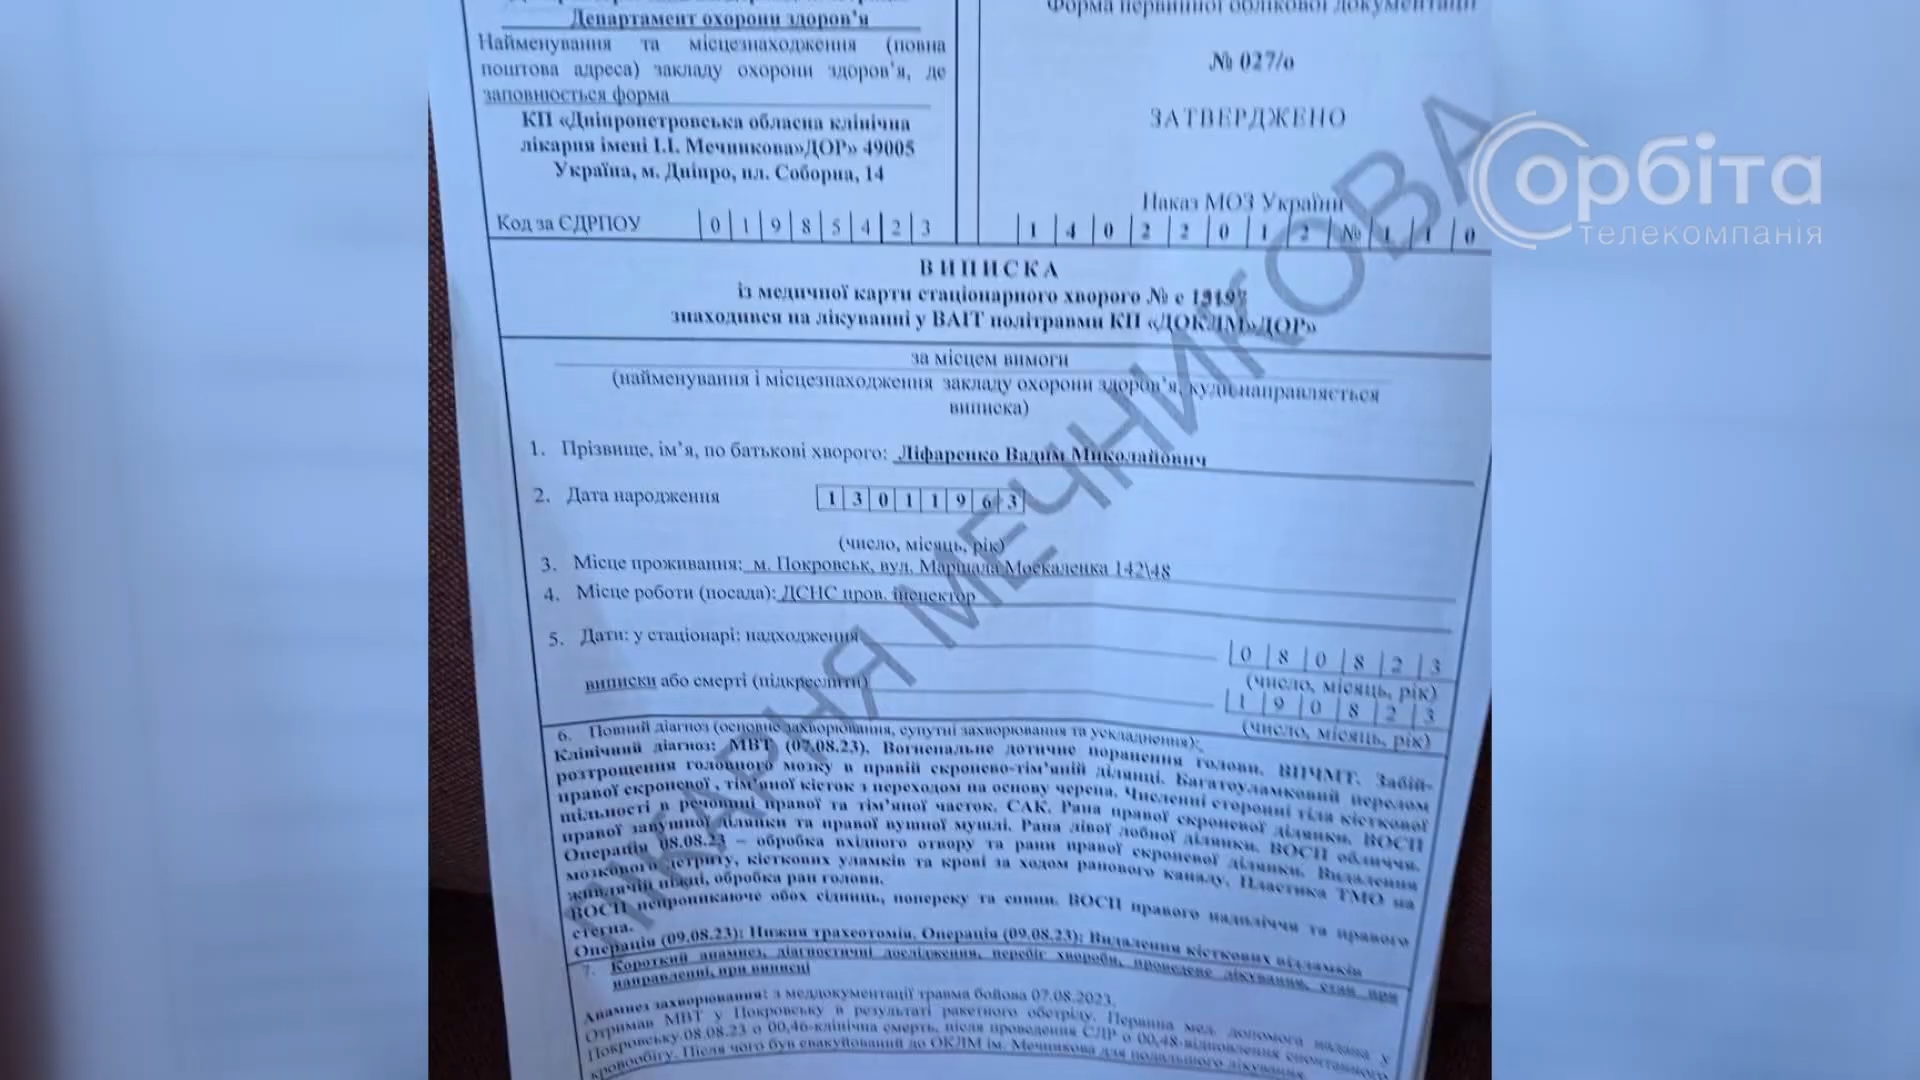 Департамент охорони здоров'я
Найменування та місцезнаходження (повна
поштова адреса) закладу охорони здоров'я, де
заповнюється форма
КП «Дніпропетровська обласна клінічна
лікарня імені І.І. Мечникова»ДОР» 49005
Україна, м. Дніпро, пл. Соборна, 14
Код за ЄДРПОУ 0 1 9 8 5 4 2 3
Форма первинної облікової документації
№ 027/о
ЗАТВЕРДЖЕНО
Наказ МОЗ України
1 4 0 2 2 0 1 2 № 1 1 0
орбіта
телекомпанія
ВИПИСКА
із медичної карти стаціонарного хворого № с
знаходився на лікуванні у ВАІТ політравми КП «ДОКЛМ»ДОР»
за місцем вимоги
(найменування і місцезнаходження закладу охорони здоров'я, куди направляється
виписка)
1. Прізвище, ім'я, по батькові хворого: Ліфаренко Вадим Миколайович
2. Дата народження 1 3 0 1 1 9 6 3
(число, місяць, рік)
3. Місце проживання: м. Покровськ, вул. Маршала Москаленка 142\48
4. Місце роботи (посада): ДСНС пров. інспектор
5. Дати: у стаціонарі: надходження 0 8 0 8 2 3
(число, місяць, рік)
виписки або смерті (підкреслити) 1 9 0 8 2 3
(число, місяць, рік)
6. Повний діагноз (основне захворювання, супутні захворювання та ускладнення):
Клінічний діагноз: МВТ (07.08.23). Вогнепальне дотичне поранення голови. ВПЧМТ. Забій-
розтрощення головного мозку в правій скронево-тім'яній ділянці. Багатоуламковий перелом
правої скроневої, тім'яної кісток з переходом на основу черепа. Численні сторонні тіла кісткової
щільності в речовині правої та тім'яної часток. САК. Рана правої скроневої ділянки. ВОСП
правої завушної ділянки та правої вушної мушлі. Рана лівої лобної ділянки. ВОСП обличчя.
Операція 08.08.23 – обробка вхідного отвору та рани правої скроневої ділянки. Видалення
мозкового детриту, кісткових уламків та крові за ходом ранового каналу. Пластика ТМО на
ніжці, обробка ран голови.
ВОСП непроникаюче обох сідниць, попереку та спини. ВОСП правого надпліччя та правого
стегна.
Операція (09.08.23): Нижня трахеотомія. Операція (09.08.23): Видалення кісткових відламків
7. Короткий анамнез, діагностичні дослідження, перебіг хвороби, проведене лікування, стан при
направленні, при виписці
Анамнез захворювання: з меддокументації травма бойова 07.08.2023.
Отримав МВТ у Покровську в результаті ракетного обстрілу. Первинна мед. допомога надана у
Покровську.08.08.23 о 00,46-клінічна смерть, після проведення СЛР о 00,48-відновлення спонтанного
кровообігу. Після чого був евакуйований до ОКЛМ ім. Мечникова для подальшого лікування.
ЛІКАРНЯ МЕЧНИКОВА